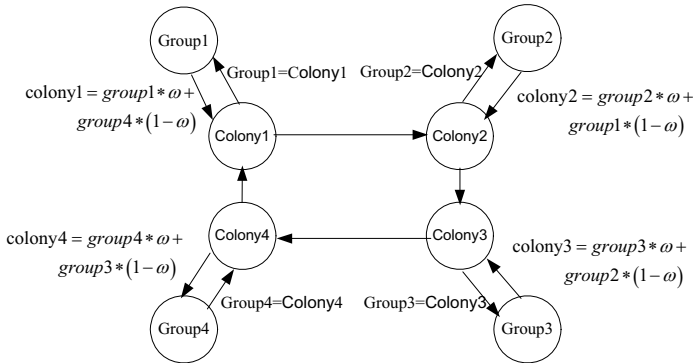 Group1
Group2
Group1=Colony1
Group2=Colony2
colony1 = group1 * ω +
group4 * (1−ω)
colony2 = group2 * ω +
group1 * (1−ω)
Colony1
Colony2
Colony4
Colony3
colony4 = group4 * ω +
group3 * (1−ω)
colony3 = group3 * ω +
group2 * (1−ω)
Group4=Colony4
Group3=Colony3
Group4
Group3